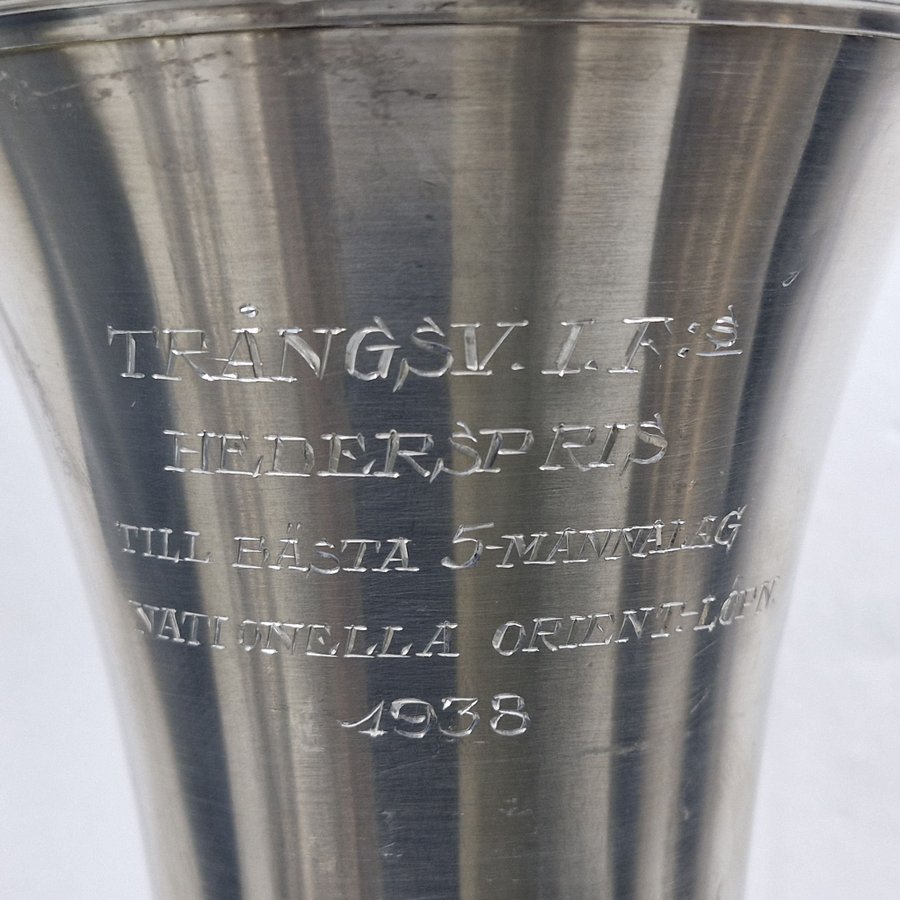 TRÅNGSV. I. F:S
HEDERSPRIS
TILL BÄSTA 5-MANNALAG
NATIONELLA ORIENT.-LÖPN.
1938